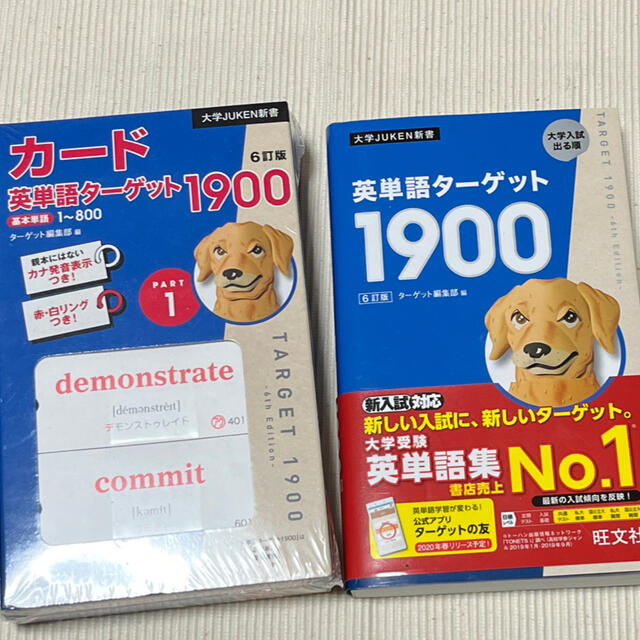 大学JUKEN新書
カード
6訂版
英単語ターゲット1900
基本単語 1~800
ターゲット編集部 編
親本にはない
カナ発音表示
つき!
赤・白リング
つき!
PART
1
TARGET 1900
-6th Edition-
demonstrate
[démənstrèɪt]
デモンストゥレイト
401
commit
[kəmít]
601
大学JUKEN新書
大学入試
出る順
英単語ターゲット
1900
6訂版 ターゲット編集部 編
TARGET 1900
-6th Edition-
新入試対応
新しい入試に、新しいターゲット。
大学受験
英単語集
書店売上
No.1
最新の入試傾向を反映!
英単語学習が変わる!
公式アプリ
ターゲットの友
2020年春リリース予定!
目標
レベル
旺文社